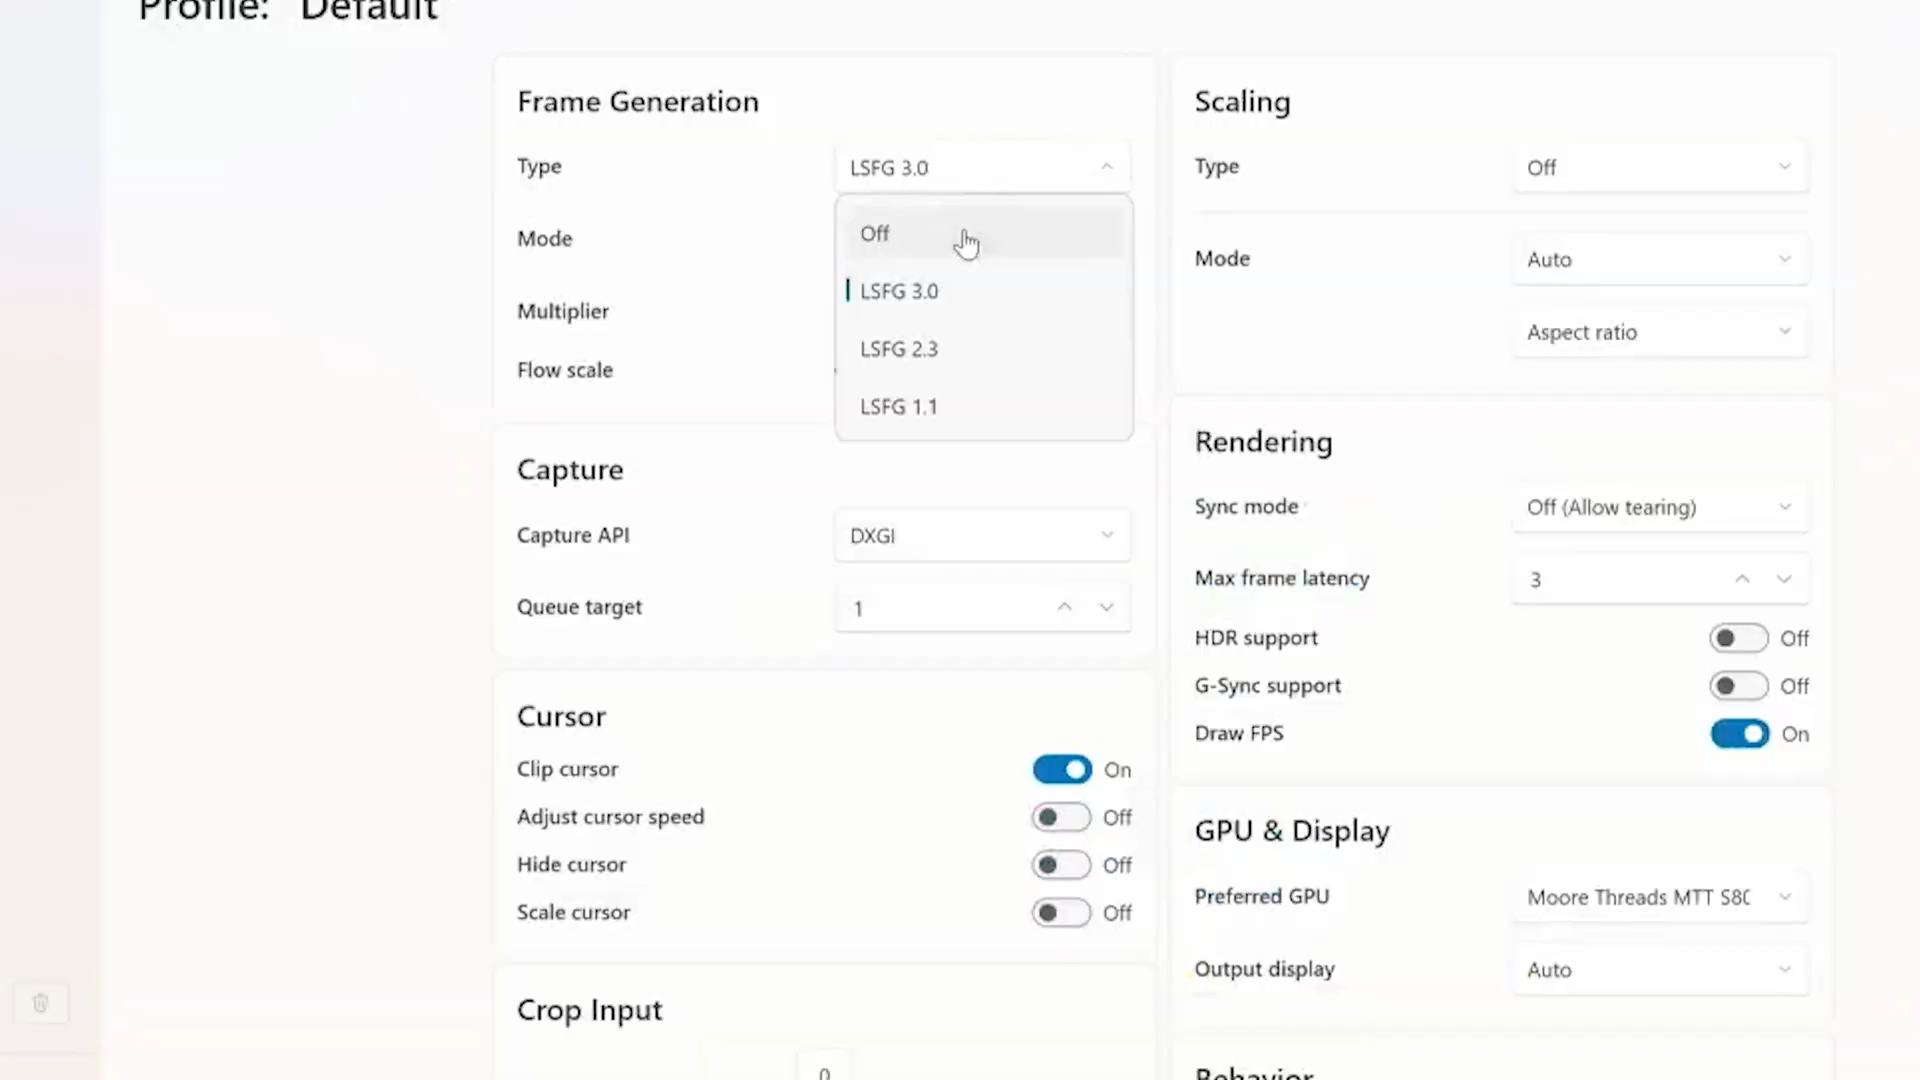 Profile: "Default"
Frame Generation
Type
LSFG 3.0
Off
LSFG 3.0
LSFG 2.3
LSFG 1.1
Mode
Multiplier
Flow scale
Capture
Capture API
DXGI
Queue target
1
Cursor
Clip cursor
On
Adjust cursor speed
Off
Hide cursor
Off
Scale cursor
Off
Crop Input
0
Scaling
Type
Off
Mode
Auto
Aspect ratio
Rendering
Sync mode
Off (Allow tearing)
Max frame latency
3
HDR support
Off
G-Sync support
Off
Draw FPS
On
GPU & Display
Preferred GPU
Moore Threads MTT S80
Output display
Auto
Behavior